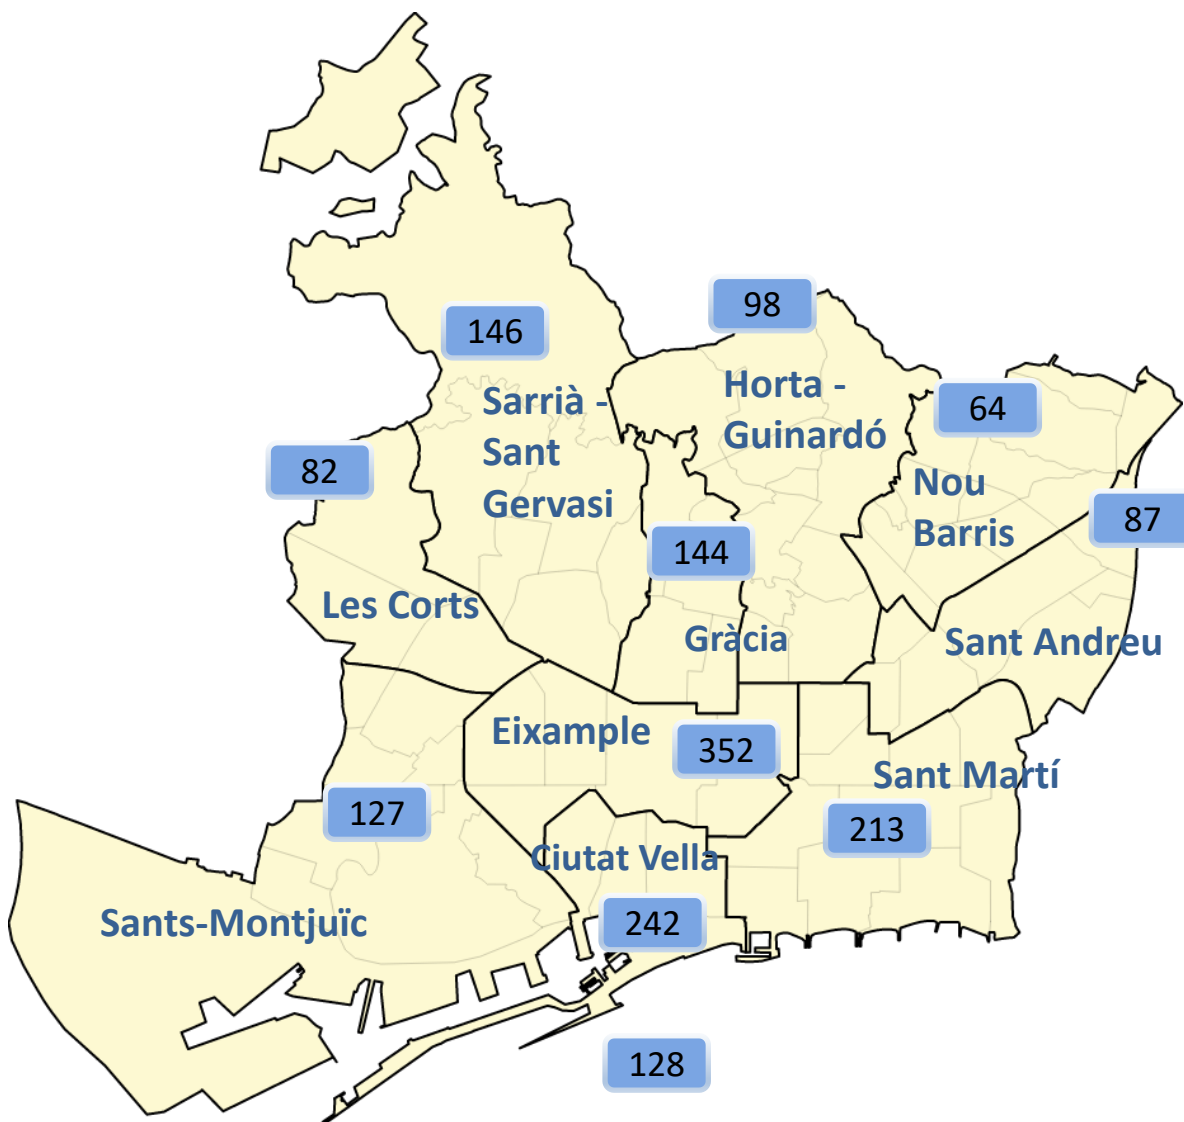 98
146
Horta -
Guinardó
Sarrià -
Sant
Gervasi
64
82
Nou
Barris
87
144
Les Corts
Gràcia
Sant Andreu
Eixample
352
Sant Martí
127
213
Ciutat Vella
Sants-Montjuïc
242
128